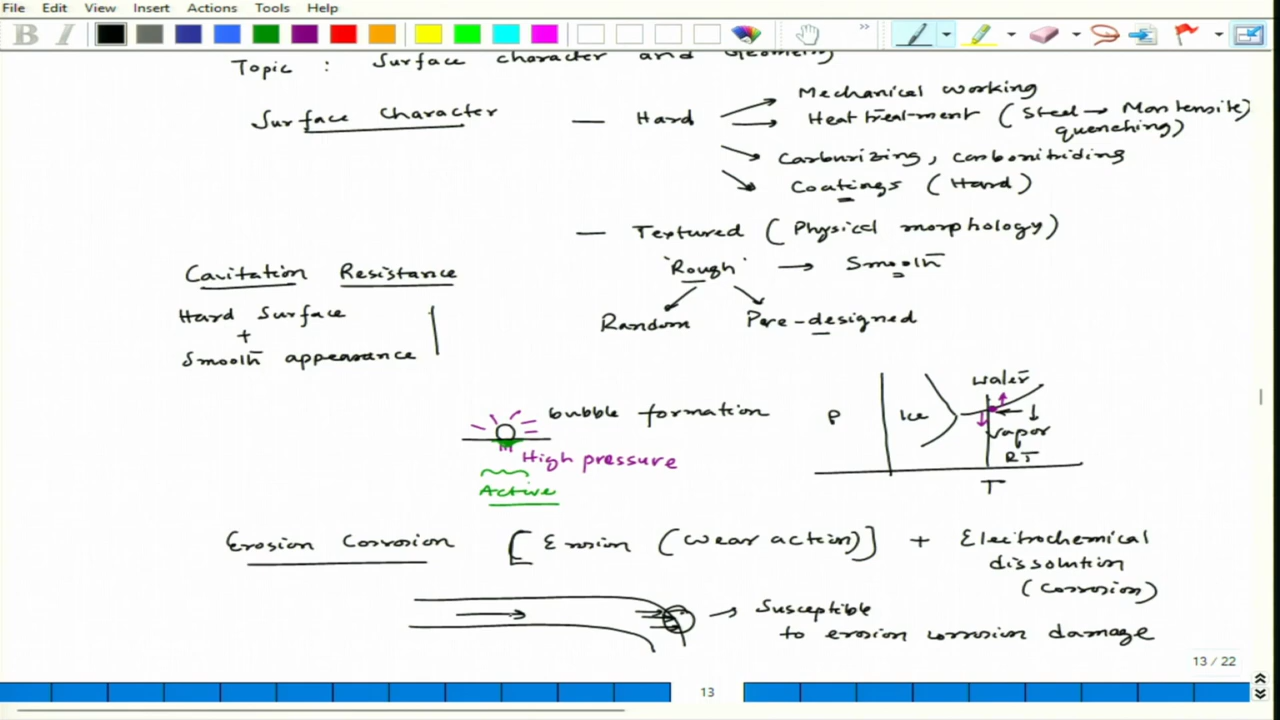 File Edit View Insert Actions Tools Help
B I
Topic : Surface character and Geometry
Surface Character — Hard
Mechanical working
Heat treatment (Steel → Martensite)
quenching)
Carburizing, carbonitriding
Coatings (Hard)
— Textured (Physical morphology)
'Rough' → Smooth
Random Pre-designed
Cavitation Resistance
Hard Surface
+
Smooth appearance
bubble formation
High pressure
Active
P Ice water
vapor
RT
T
Erosion Corrosion [Erosion (wear action)] + Electrochemical
dissolution
(corrosion)
→ Susceptible
to erosion corrosion damage
13 / 22
13